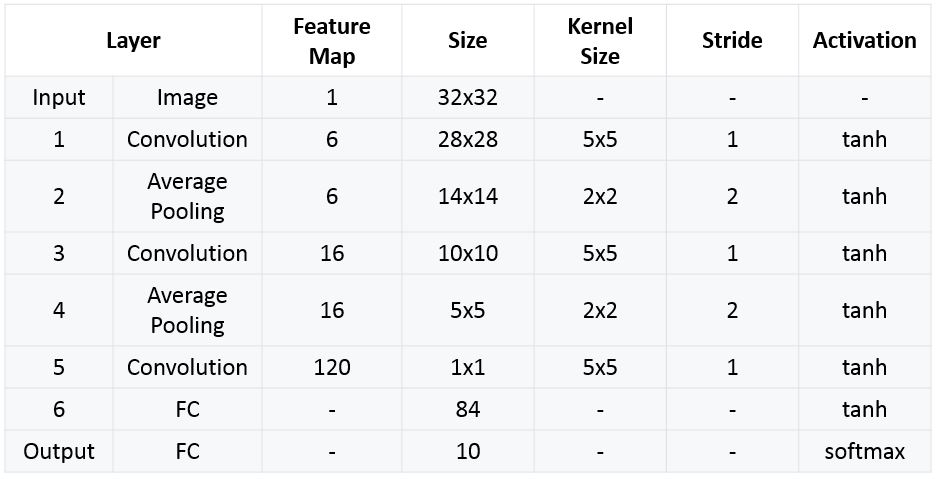 Layer Feature Map Size Kernel Size Stride Activation
Input Image 1 32x32 - - -
1 Convolution 6 28x28 5x5 1 tanh
2 Average Pooling 6 14x14 2x2 2 tanh
3 Convolution 16 10x10 5x5 1 tanh
4 Average Pooling 16 5x5 2x2 2 tanh
5 Convolution 120 1x1 5x5 1 tanh
6 FC - 84 - - tanh
Output FC - 10 - - softmax